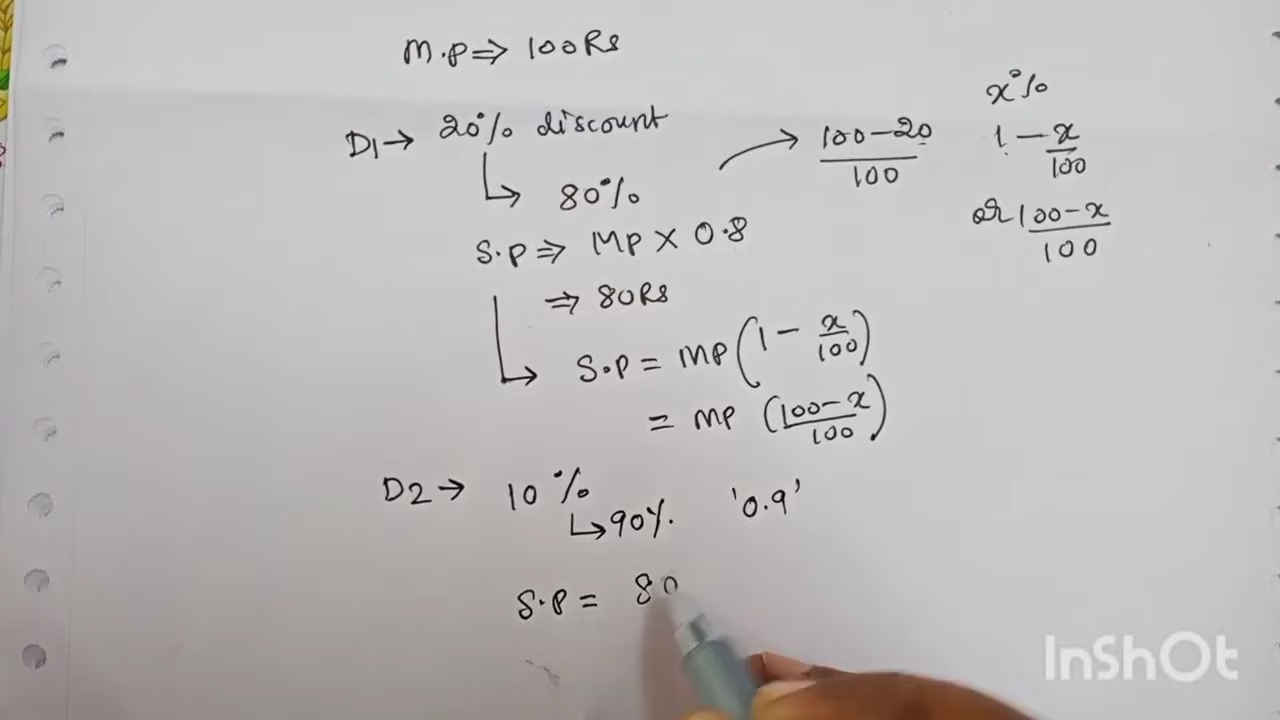 M.P ⇒ 100Rs
D1 → 20% discount
↳ 80%
S.P ⇒ MP × 0.8
⇒ 80Rs
↳ S.P = MP (1 - x/100)
= MP (100-x/100)
→ 100-20/100
x%
1 - x/100
or 100-x/100
D2 → 10%
↳ 90%. '0.9'
S.P = 80
InShOt